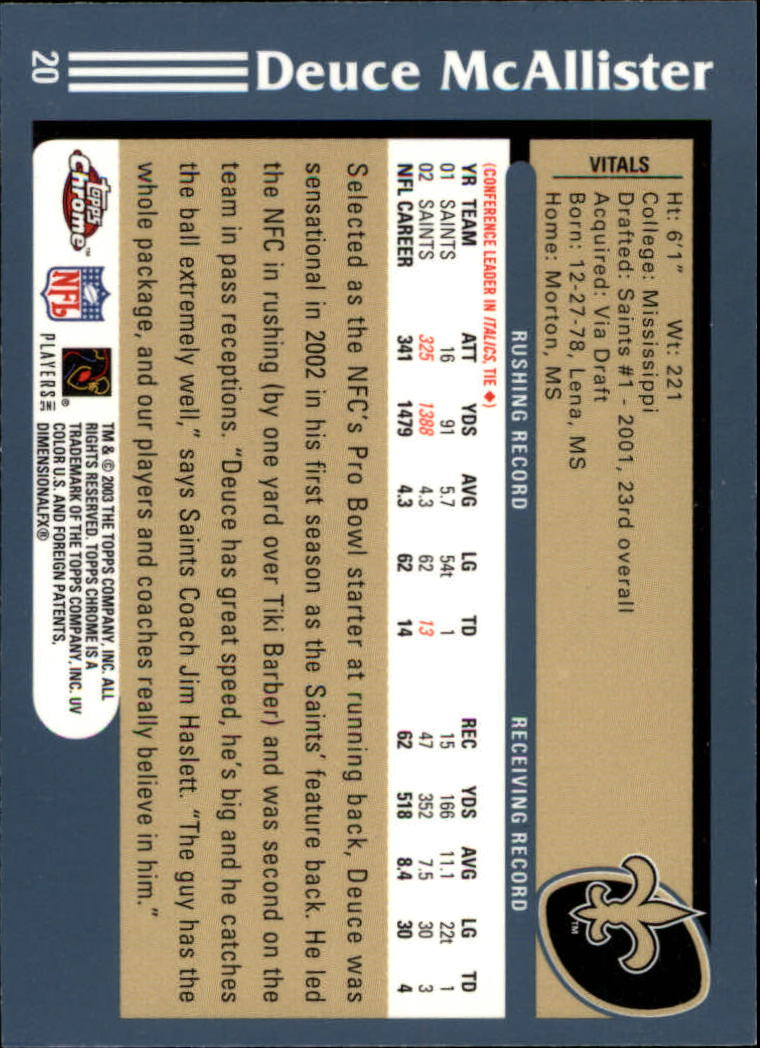 20 Deuce McAllister
VITALS
Ht: 6'1" Wt: 221
College: Mississippi
Drafted: Saints #1 - 2001, 23rd overall
Acquired: Via Draft
Born: 12-27-78, Lena, MS
Home: Morton, MS
TM
RUSHING RECORD RECEIVING RECORD
(CONFERENCE LEADER IN ITALICS, TIE ♦)
YR TEAM ATT YDS AVG LG TD REC YDS AVG LG TD
01 SAINTS 16 91 5.7 54t 1 15 166 11.1 22t 1
02 SAINTS 325 1388 4.3 62 13 47 352 7.5 30 3
NFL CAREER 341 1479 4.3 62 14 62 518 8.4 30 4
Selected as the NFC's Pro Bowl starter at running back, Deuce was
sensational in 2002 in his first season as the Saints' feature back. He led
the NFC in rushing (by one yard over Tiki Barber) and was second on the
team in pass receptions. "Deuce has great speed, he's big and he catches
the ball extremely well," says Saints Coach Jim Haslett. "The guy has the
whole package, and our players and coaches really believe in him."
topps Chrome™
NFL
PLAYERS INC ®
TM & © 2003 THE TOPPS COMPANY, INC. ALL
RIGHTS RESERVED. TOPPS CHROME IS A
TRADEMARK OF THE TOPPS COMPANY, INC. UV
COLOR U.S. AND FOREIGN PATENTS.
DIMENSIONALFX®